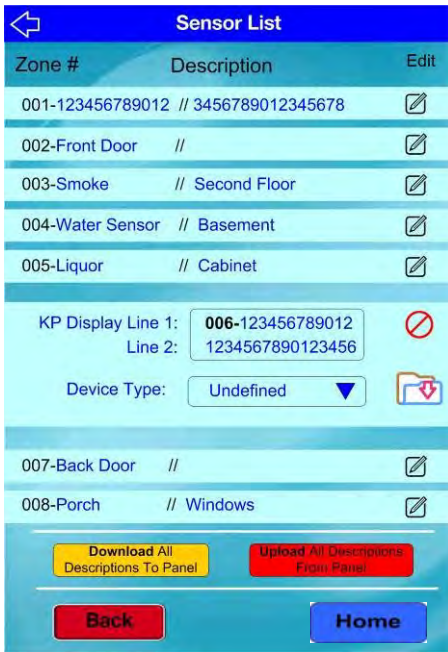 Sensor List
Zone # Description Edit
001-123456789012 // 3456789012345678
002-Front Door //
003-Smoke // Second Floor
004-Water Sensor // Basement
005-Liquor // Cabinet
KP Display Line 1: 006-123456789012
Line 2: 1234567890123456
Device Type: Undefined
007-Back Door //
008-Porch // Windows
Download All
Descriptions To Panel
Upload All Descriptions
From Panel
Back Home